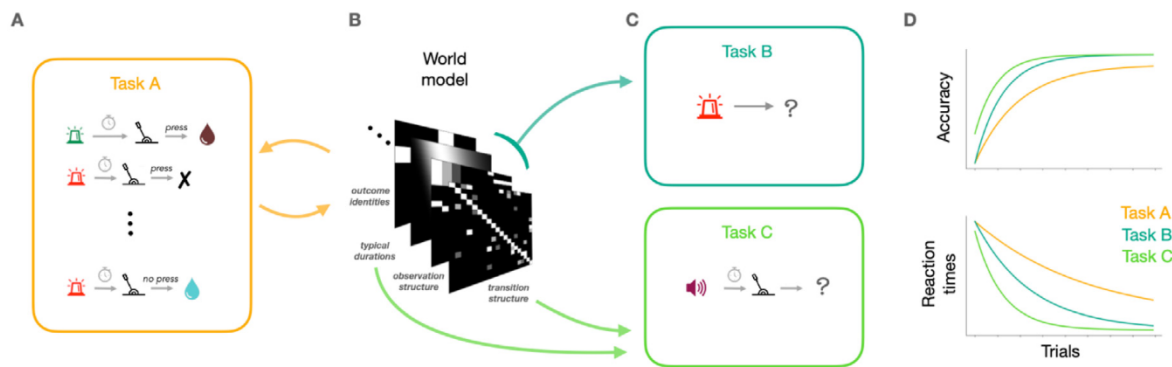 A
Task A
press
press
no press
B
World
model
outcome
identities
typical
durations
observation
structure
transition
structure
C
Task B
?
Task C
?
D
Accuracy
Reaction
times
Task A
Task B
Task C
Trials